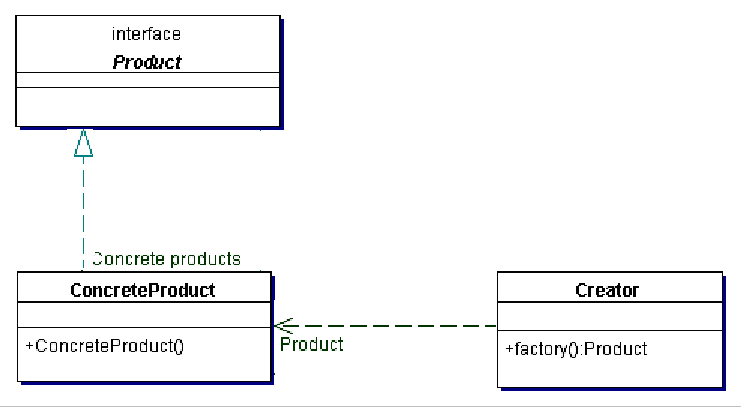 interface
Product
Concrete products
ConcreteProduct
+ConcreteProduct()
Product
Creator
+factory():Product